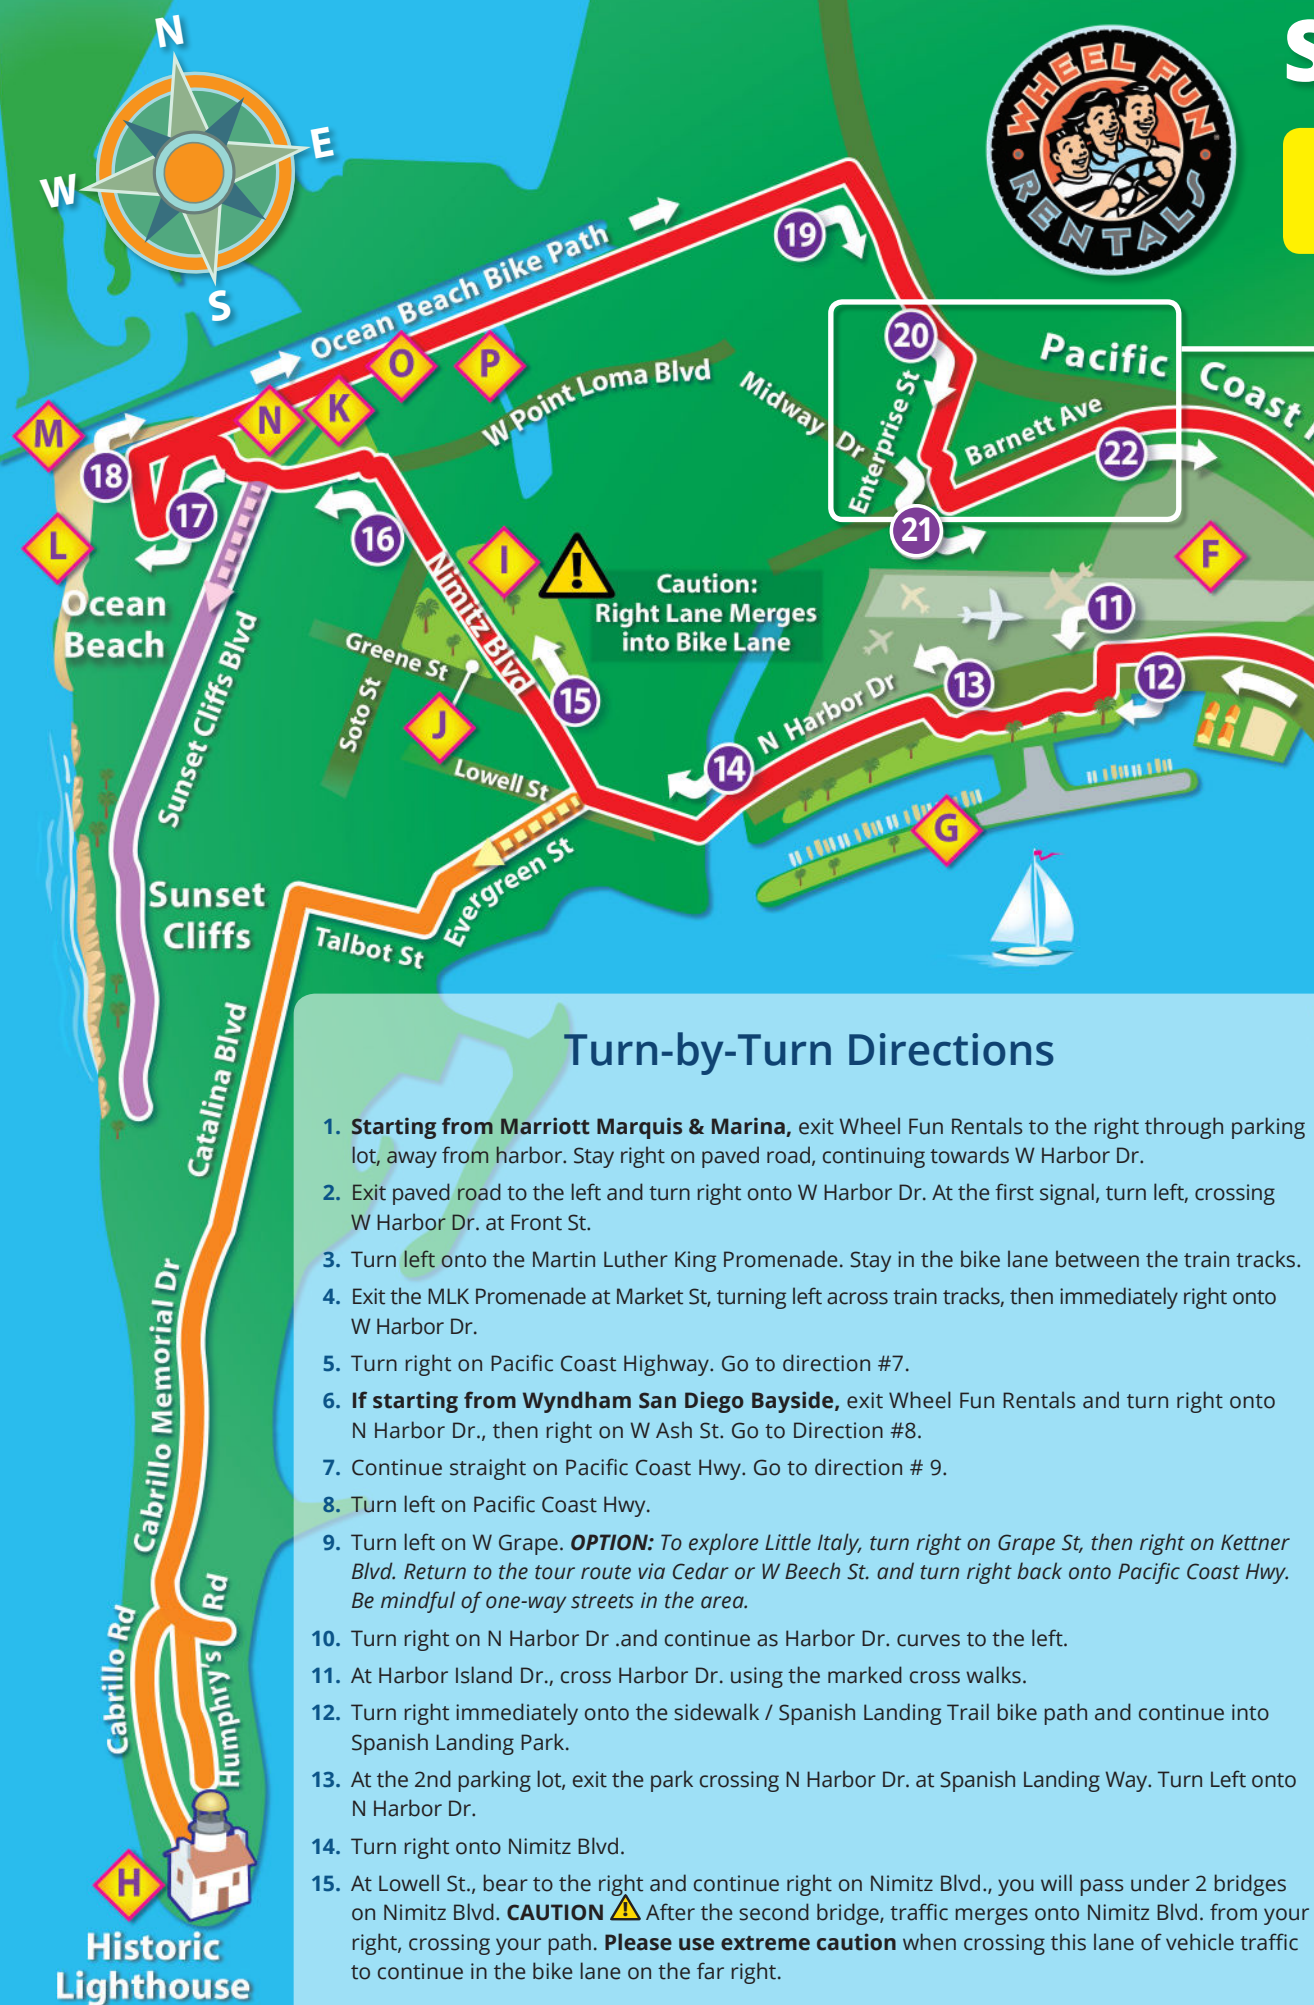 N
E
W
S
WHEEL FUN
RENTALS
S
19
Ocean Beach Bike Path
20
Pacific
Coast
O
P
K
N
M
W Point Loma Blvd
Midway Dr
Enterprise St
Barnett Ave
22
18
17
16
21
L
I
F
Ocean
Beach
Nimitz Blvd
Caution:
Right Lane Merges
into Bike Lane
11
Greene St
Soto St
15
13
12
J
N Harbor Dr
Sunset Cliffs Blvd
14
Lowell St
G
Sunset
Cliffs
Evergreen St
Talbot St
Catalina Blvd
Cabrillo Memorial Dr
Cabrillo Rd
Humphry's Rd
H
Historic
Lighthouse
Turn-by-Turn Directions
1. Starting from Marriott Marquis & Marina, exit Wheel Fun Rentals to the right through parking
lot, away from harbor. Stay right on paved road, continuing towards W Harbor Dr.
2. Exit paved road to the left and turn right onto W Harbor Dr. At the first signal, turn left, crossing
W Harbor Dr. at Front St.
3. Turn left onto the Martin Luther King Promenade. Stay in the bike lane between the train tracks.
4. Exit the MLK Promenade at Market St, turning left across train tracks, then immediately right onto
W Harbor Dr.
5. Turn right on Pacific Coast Highway. Go to direction #7.
6. If starting from Wyndham San Diego Bayside, exit Wheel Fun Rentals and turn right onto
N Harbor Dr., then right on W Ash St. Go to Direction #8.
7. Continue straight on Pacific Coast Hwy. Go to direction # 9.
8. Turn left on Pacific Coast Hwy.
9. Turn left on W Grape. OPTION: To explore Little Italy, turn right on Grape St, then right on Kettner
Blvd. Return to the tour route via Cedar or W Beech St. and turn right back onto Pacific Coast Hwy.
Be mindful of one-way streets in the area.
10. Turn right on N Harbor Dr .and continue as Harbor Dr. curves to the left.
11. At Harbor Island Dr., cross Harbor Dr. using the marked cross walks.
12. Turn right immediately onto the sidewalk / Spanish Landing Trail bike path and continue into
Spanish Landing Park.
13. At the 2nd parking lot, exit the park crossing N Harbor Dr. at Spanish Landing Way. Turn Left onto
N Harbor Dr.
14. Turn right onto Nimitz Blvd.
15. At Lowell St., bear to the right and continue right on Nimitz Blvd., you will pass under 2 bridges
on Nimitz Blvd. CAUTION ! After the second bridge, traffic merges onto Nimitz Blvd. from your
right, crossing your path. Please use extreme caution when crossing this lane of vehicle traffic
to continue in the bike lane on the far right.